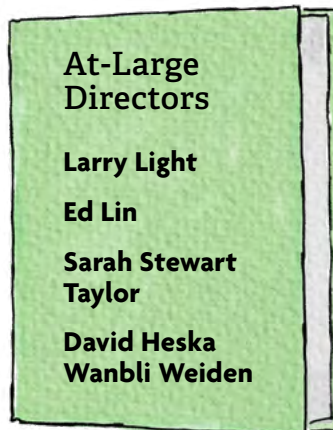 At-Large
Directors
Larry Light
Ed Lin
Sarah Stewart
Taylor
David Heska
Wanbli Weiden